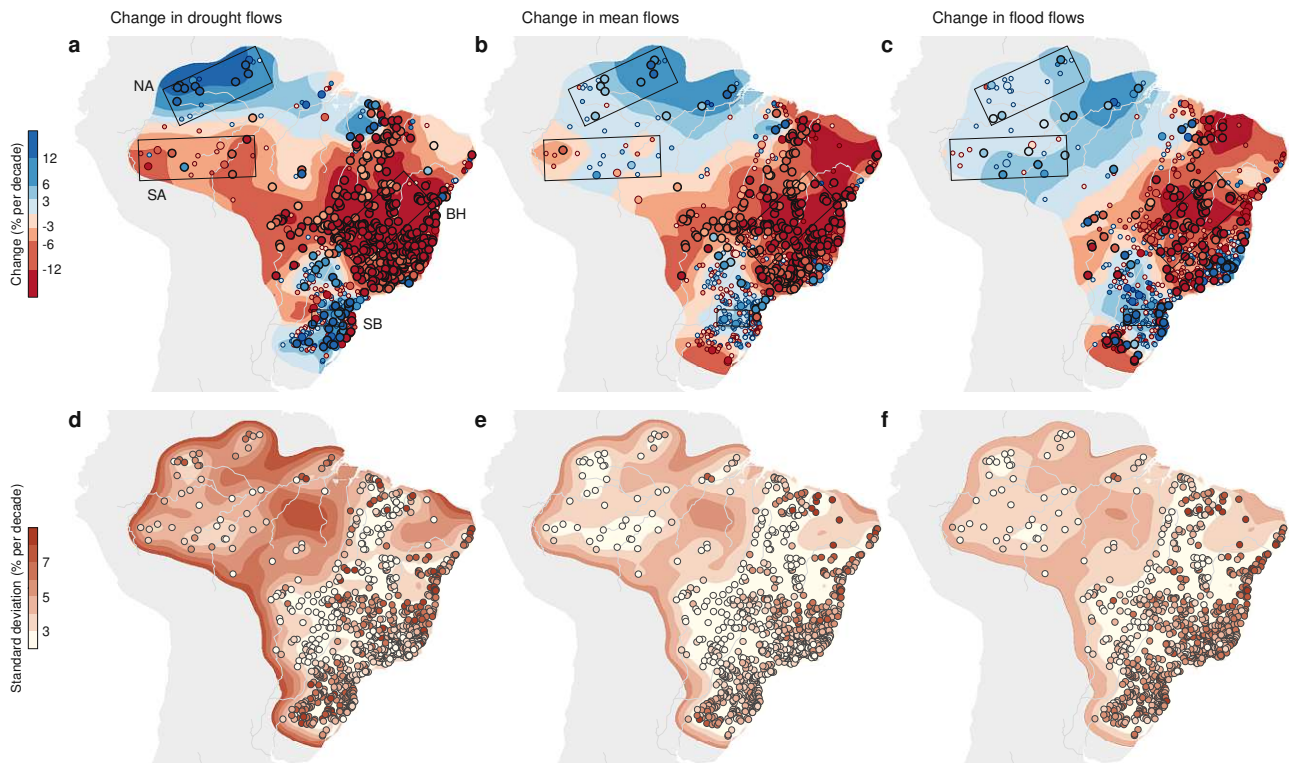 Change in drought flows
Change in mean flows
Change in flood flows
a
b
c
NA
SA
BH
SB
Change (% per decade)
12
6
3
-3
-6
-12
d
e
f
Standard deviation (% per decade)
7
5
3